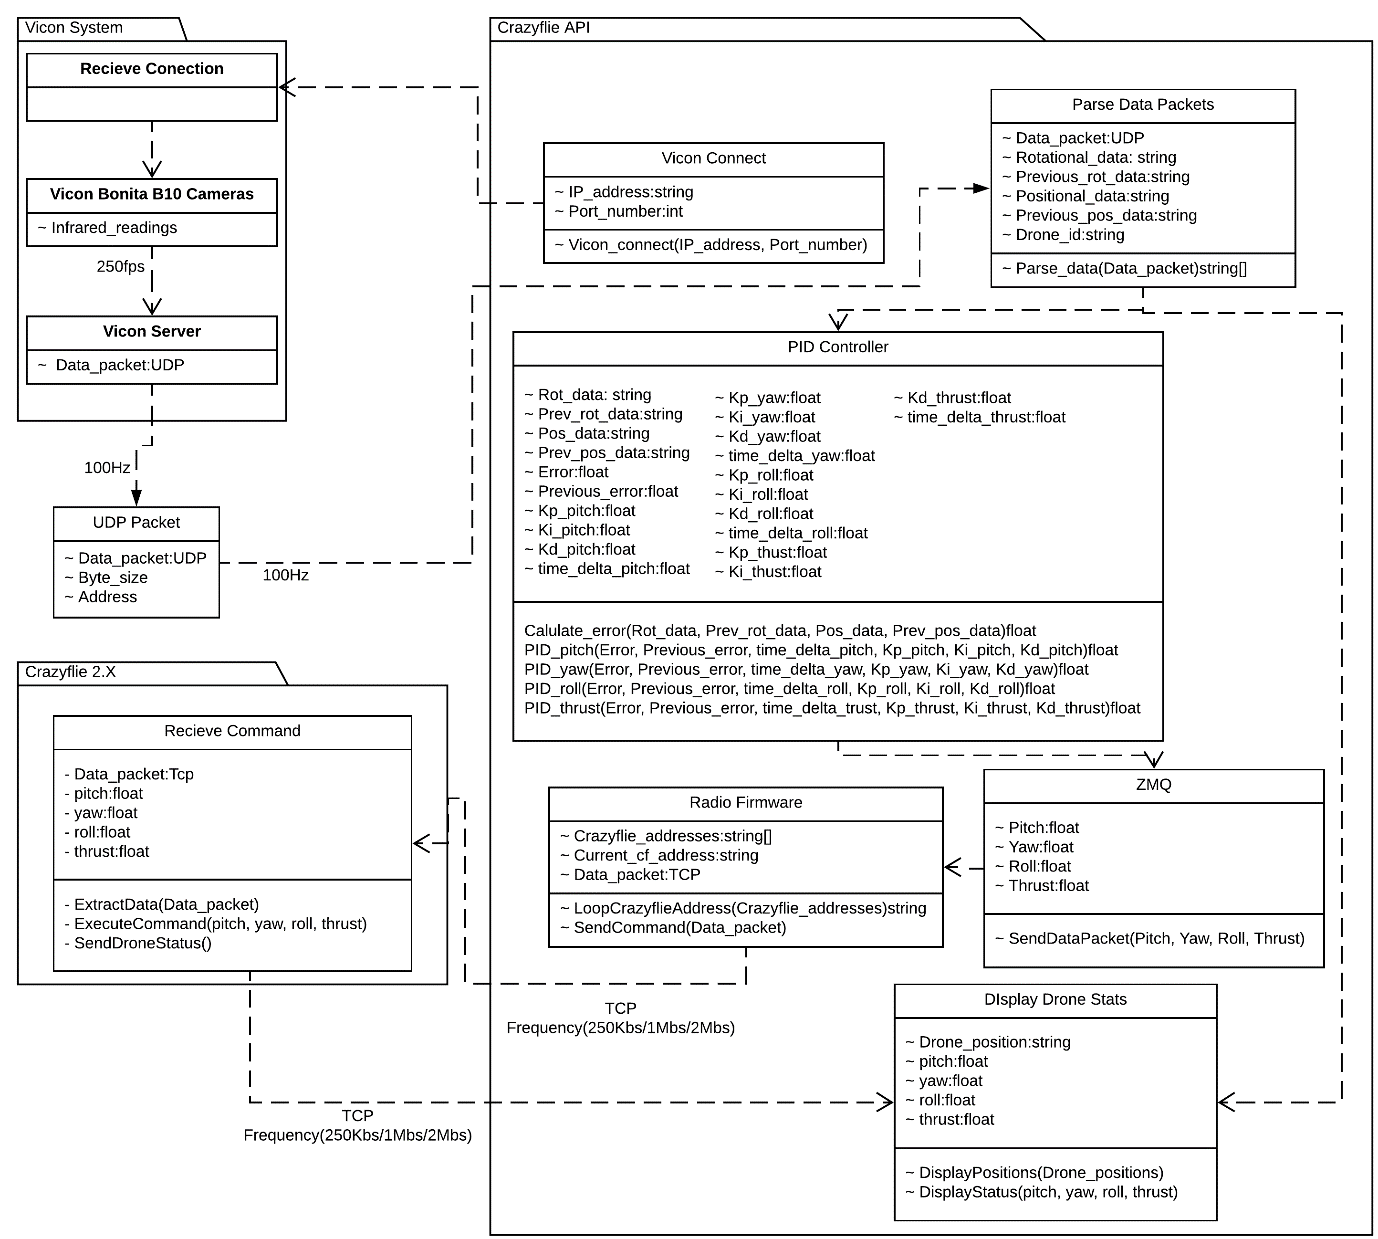 Vicon System
Recieve Conection
Vicon Bonita B10 Cameras
~ Infrared_readings
250fps
Vicon Server
~ Data_packet:UDP
100Hz
UDP Packet
~ Data_packet:UDP
~ Byte_size
~ Address
100Hz
Crazyflie API
Vicon Connect
~ IP_address:string
~ Port_number:int
~ Vicon_connect(IP_address, Port_number)
Parse Data Packets
~ Data_packet:UDP
~ Rotational_data: string
~ Previous_rot_data:string
~ Positional_data:string
~ Previous_pos_data:string
~ Drone_id:string
~ Parse_data(Data_packet)string[]
PID Controller
~ Rot_data: string
~ Prev_rot_data:string
~ Pos_data:string
~ Prev_pos_data:string
~ Error:float
~ Previous_error:float
~ Kp_pitch:float
~ Ki_pitch:float
~ Kd_pitch:float
~ time_delta_pitch:float
~ Kp_yaw:float
~ Ki_yaw:float
~ Kd_yaw:float
~ time_delta_yaw:float
~ Kp_roll:float
~ Ki_roll:float
~ Kd_roll:float
~ time_delta_roll:float
~ Kp_thust:float
~ Ki_thust:float
~ Kd_thrust:float
~ time_delta_thrust:float
Calulate_error(Rot_data, Prev_rot_data, Pos_data, Prev_pos_data)float
PID_pitch(Error, Previous_error, time_delta_pitch, Kp_pitch, Ki_pitch, Kd_pitch)float
PID_yaw(Error, Previous_error, time_delta_yaw, Kp_yaw, Ki_yaw, Kd_yaw)float
PID_roll(Error, Previous_error, time_delta_roll, Kp_roll, Ki_roll, Kd_roll)float
PID_thrust(Error, Previous_error, time_delta_trust, Kp_thrust, Ki_thrust, Kd_thrust)float
Crazyflie 2.X
Recieve Command
- Data_packet:Tcp
- pitch:float
- yaw:float
- roll:float
- thrust:float
- ExtractData(Data_packet)
- ExecuteCommand(pitch, yaw, roll, thrust)
- SendDroneStatus()
Radio Firmware
~ Crazyflie_addresses:string[]
~ Current_cf_address:string
~ Data_packet:TCP
~ LoopCrazyflieAddress(Crazyflie_addresses)string
~ SendCommand(Data_packet)
ZMQ
~ Pitch:float
~ Yaw:float
~ Roll:float
~ Thrust:float
~ SendDataPacket(Pitch, Yaw, Roll, Thrust)
TCP
Frequency(250Kbs/1Mbs/2Mbs)
DIsplay Drone Stats
~ Drone_position:string
~ pitch:float
~ yaw:float
~ roll:float
~ thrust:float
~ DisplayPositions(Drone_positions)
~ DisplayStatus(pitch, yaw, roll, thrust)
TCP
Frequency(250Kbs/1Mbs/2Mbs)